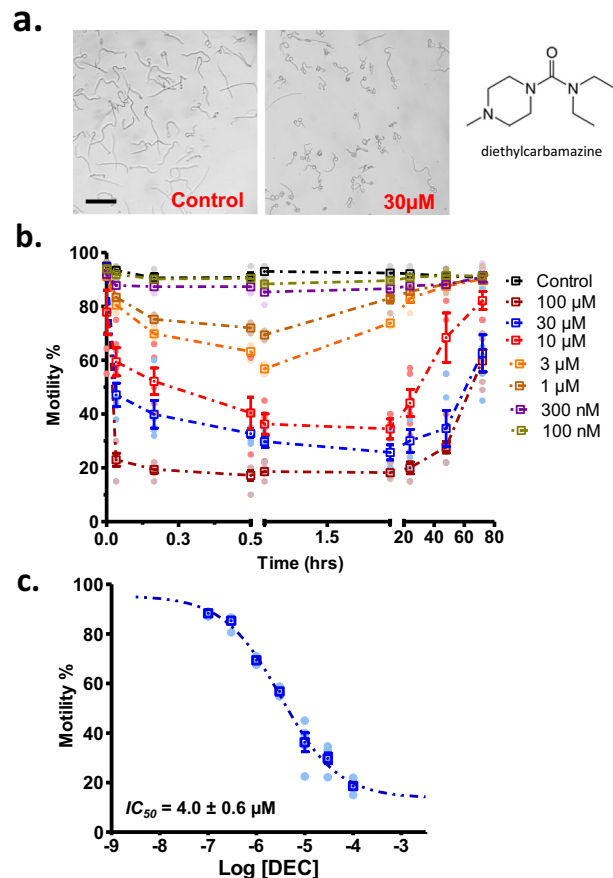 a.
Control
30µM
O
N
N
N
diethylcarbamazine
b.
Motility %
100
80
60
40
20
0
0.0
0.3
0.5
1.5
20
40
60
80
Time (hrs)
Control
100 µM
30 µM
10 µM
3 µM
1 µM
300 nM
100 nM
c.
Motility %
100
80
60
40
20
0
IC50 = 4.0 ± 0.6 µM
-9
-8
-7
-6
-5
-4
-3
Log [DEC]